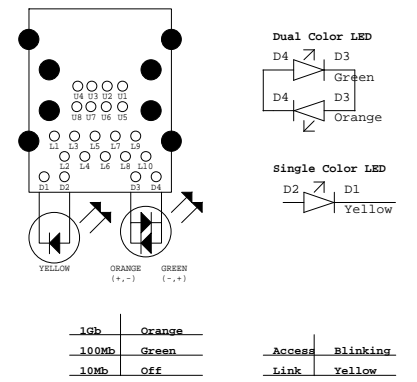 Dual Color LED
D4 D3
Green
D4 D3
Orange
U4 U3 U2 U1
U8 U7 U6 U5
L1 L3 L5 L7 L9
L2 L4 L6 L8 L10
D1 D2 D3 D4
Single Color LED
D2 D1
Yellow
YELLOW ORANGE GREEN
(+,-) (-,+)
1Gb Orange
100Mb Green
10Mb Off
Access Blinking
Link Yellow